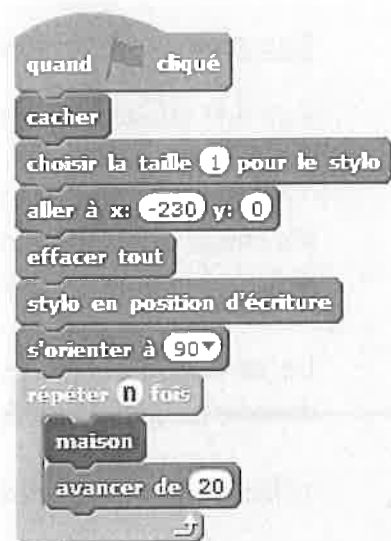 quand cliqué
cacher
choisir la taille 1 pour le stylo
aller à x: -230 y: 0
effacer tout
stylo en position d'écriture
s'orienter à 90▼
répéter n fois
maison
avancer de 20